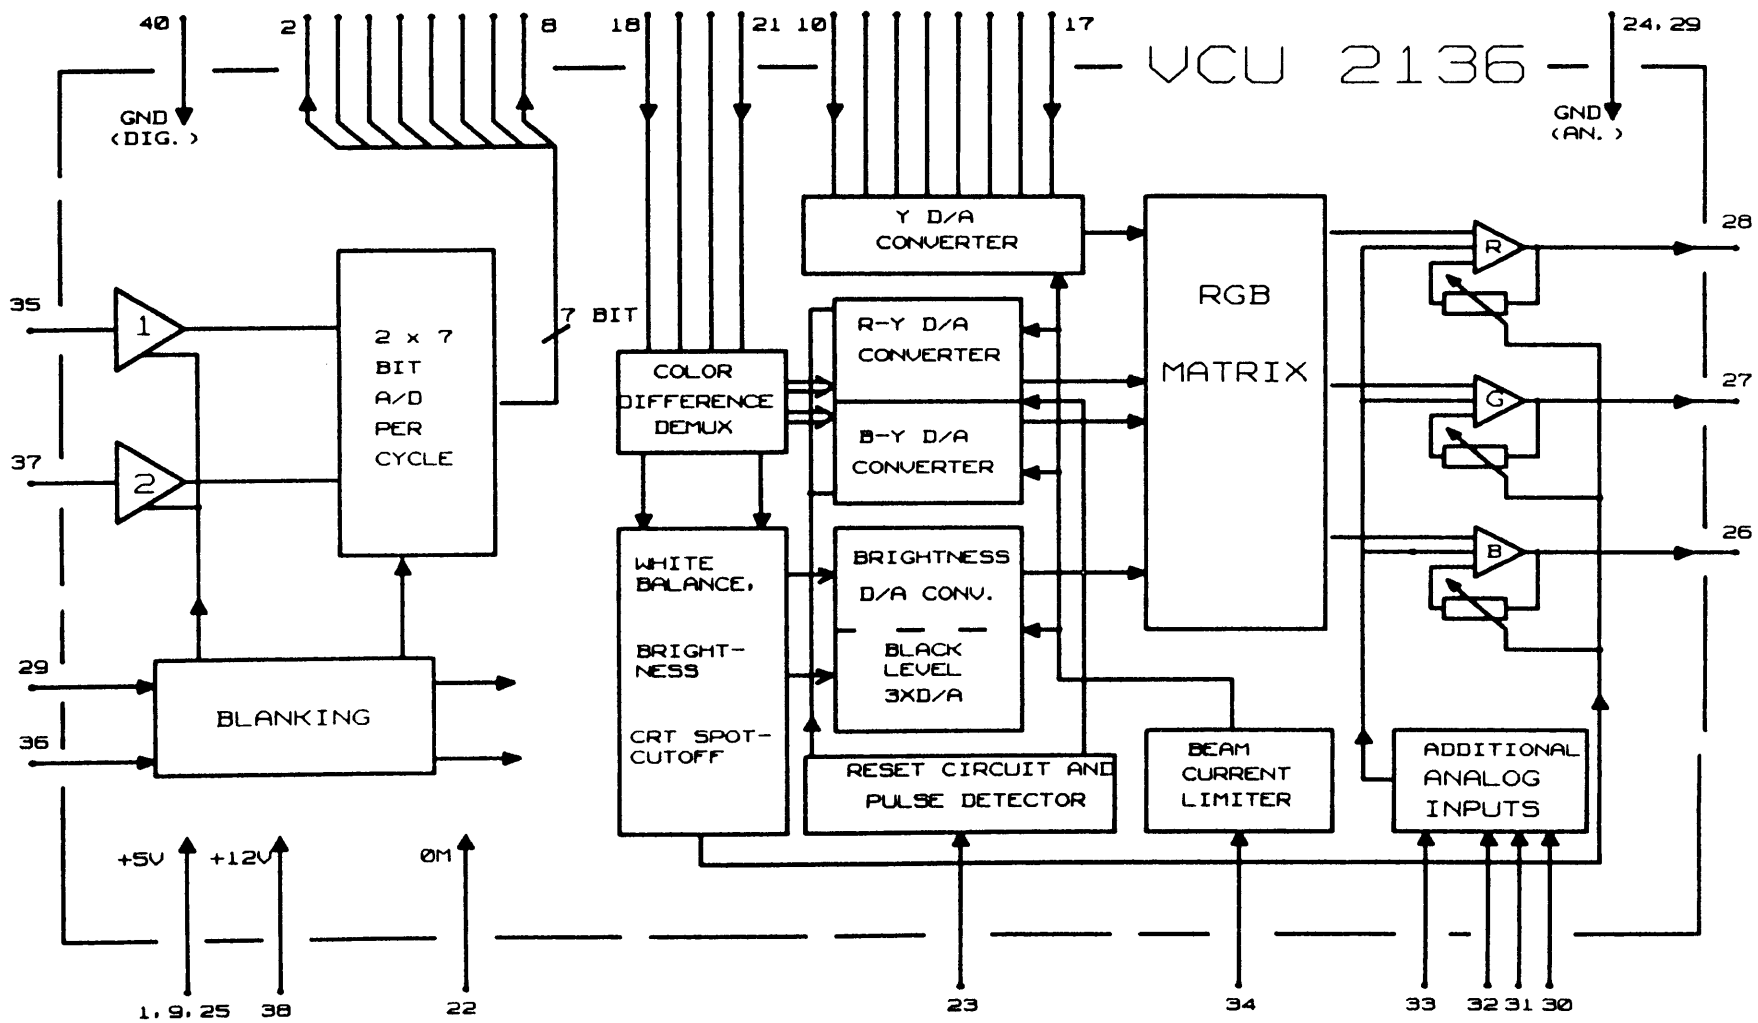 40
2
8
18
21
10
17
24,29
VCU 2136
GND
(DIG.)
GND
(AN.)
Y D/A
CONVERTER
28
35
1
7 BIT
2 x 7
BIT
A/D
PER
CYCLE
R-Y D/A
CONVERTER
RGB
MATRIX
R
COLOR
DIFFERENCE
DEMUX
27
G
B-Y D/A
CONVERTER
37
2
26
B
WHITE
BALANCE,
BRIGHT-
NESS
CRT SPOT-
CUTOFF
BRIGHTNESS
D/A CONV.
BLACK
LEVEL
3XD/A
29
36
BLANKING
RESET CIRCUIT AND
PULSE DETECTOR
BEAM
CURRENT
LIMITER
ADDITIONAL
ANALOG
INPUTS
+5V
+12V
0M
1,9,25
38
22
23
34
33
32
31
30